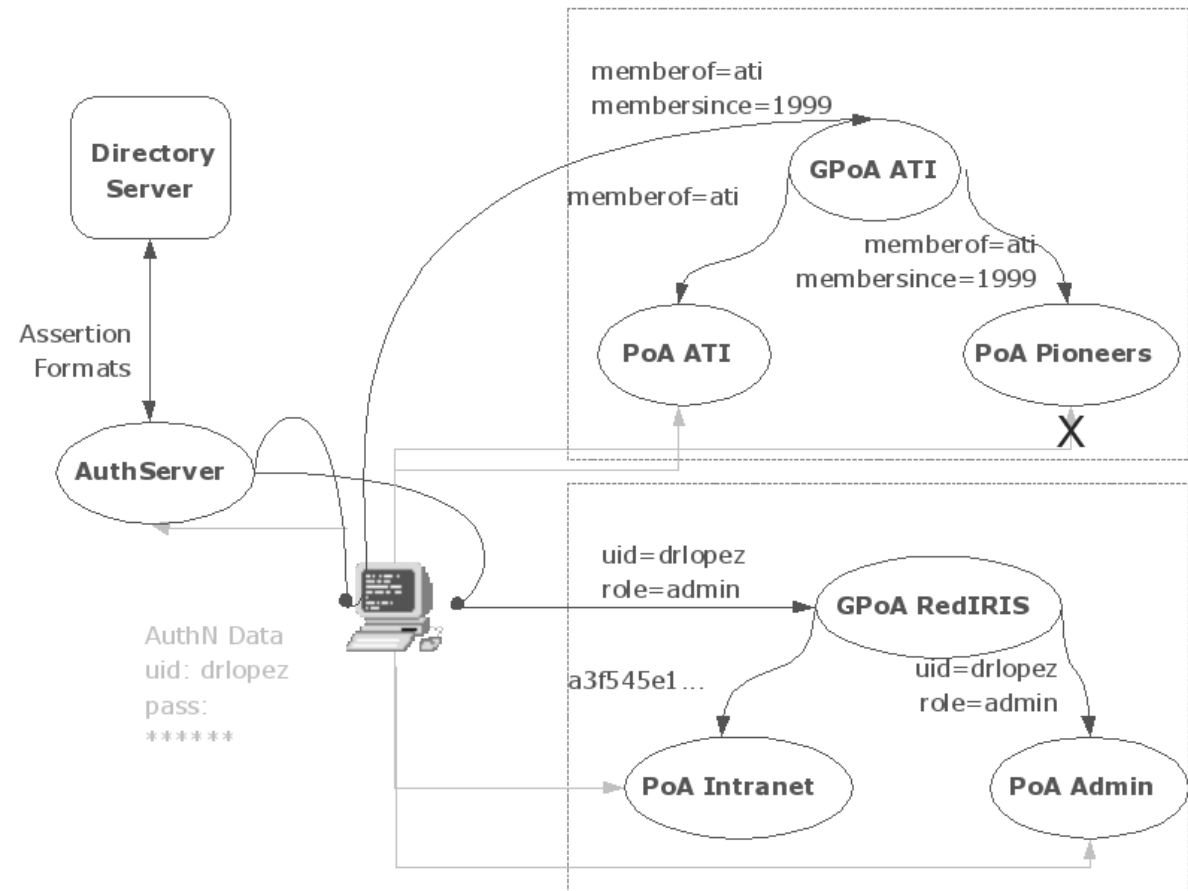 memberof=ati
membersince=1999
Directory
Server
GPoA ATI
memberof=ati
memberof=ati
membersince=1999
Assertion
Formats
PoA ATI
PoA Pioneers
X
AuthServer
uid=drlopez
role=admin
GPoA RedIRIS
AuthN Data
uid: drlopez
pass:
******
a3f545e1...
uid=drlopez
role=admin
PoA Intranet
PoA Admin